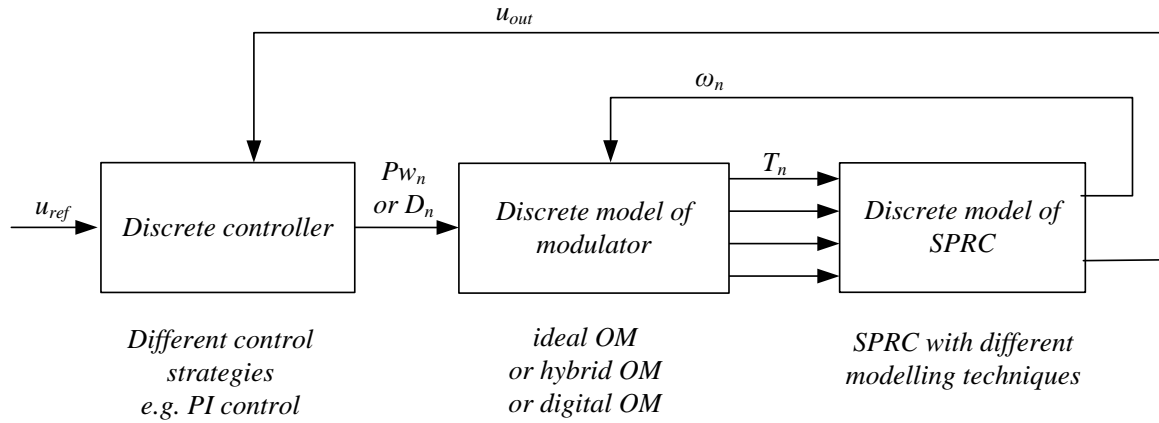 u_out
ω_n
Pw_n
or D_n
T_n
u_ref
Discrete controller
Discrete model of
modulator
Discrete model of
SPRC
Different control
strategies
e.g. PI control
ideal OM
or hybrid OM
or digital OM
SPRC with different
modelling techniques